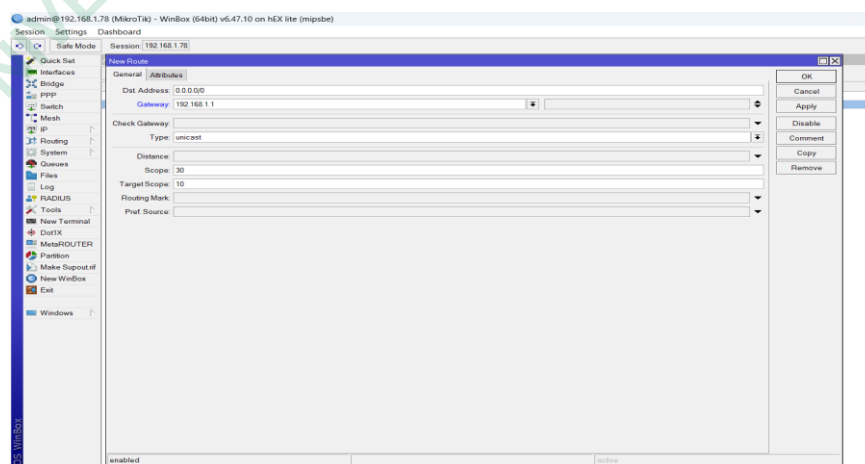 admin@192.168.1.78 (MikroTik) - WinBox (64bit) v6.47.10 on hEX lite (mipsbe)
Session Settings Dashboard
Safe Mode Session: 192.168.1.78
Quick Set
Interfaces
Bridge
PPP
Switch
Mesh
IP
Routing
System
Queues
Files
Log
RADIUS
Tools
New Terminal
Dot1X
MetaROUTER
Partition
Make Supout.rif
New WinBox
Exit
Windows
New Route
General Attributes
Dst. Address: 0.0.0.0/0
Gateway: 192.168.1.1
Check Gateway:
Type: unicast
Distance:
Scope: 30
Target Scope: 10
Routing Mark:
Pref. Source:
OK
Cancel
Apply
Disable
Comment
Copy
Remove
enabled active
OS WinBox